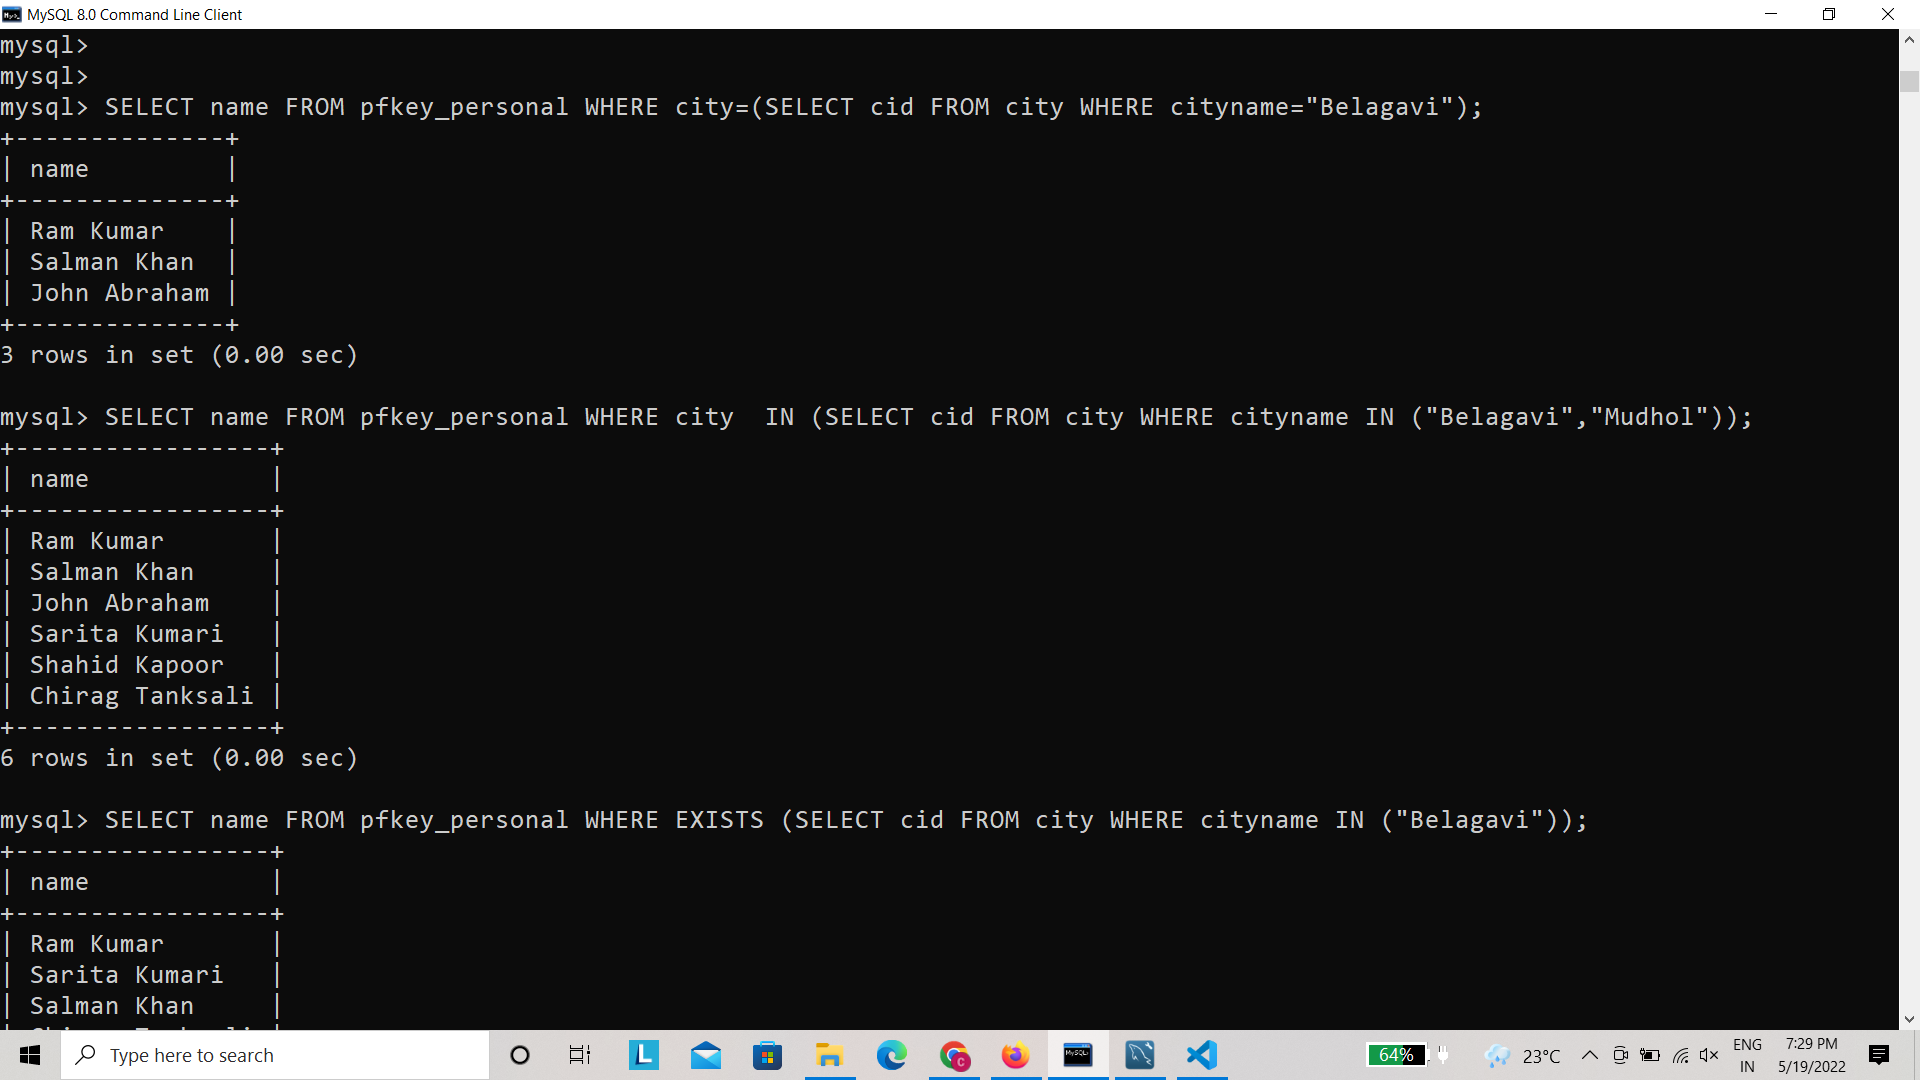 MySQL 8.0 Command Line Client
mysql>
mysql>
mysql> SELECT name FROM pfkey_personal WHERE city=(SELECT cid FROM city WHERE cityname="Belagavi");
+--------------+
| name         |
+--------------+
| Ram Kumar    |
| Salman Khan  |
| John Abraham |
+--------------+
3 rows in set (0.00 sec)
mysql> SELECT name FROM pfkey_personal WHERE city  IN (SELECT cid FROM city WHERE cityname IN ("Belagavi","Mudhol"));
+-----------------+
| name            |
+-----------------+
| Ram Kumar       |
| Salman Khan     |
| John Abraham    |
| Sarita Kumari   |
| Shahid Kapoor   |
| Chirag Tanksali |
+-----------------+
6 rows in set (0.00 sec)
mysql> SELECT name FROM pfkey_personal WHERE EXISTS (SELECT cid FROM city WHERE cityname IN ("Belagavi"));
+-----------------+
| name            |
+-----------------+
| Ram Kumar       |
| Sarita Kumari   |
| Salman Khan     |
Type here to search
L
C
MySQL
64%
23°C
ENG
IN
7:29 PM
5/19/2022